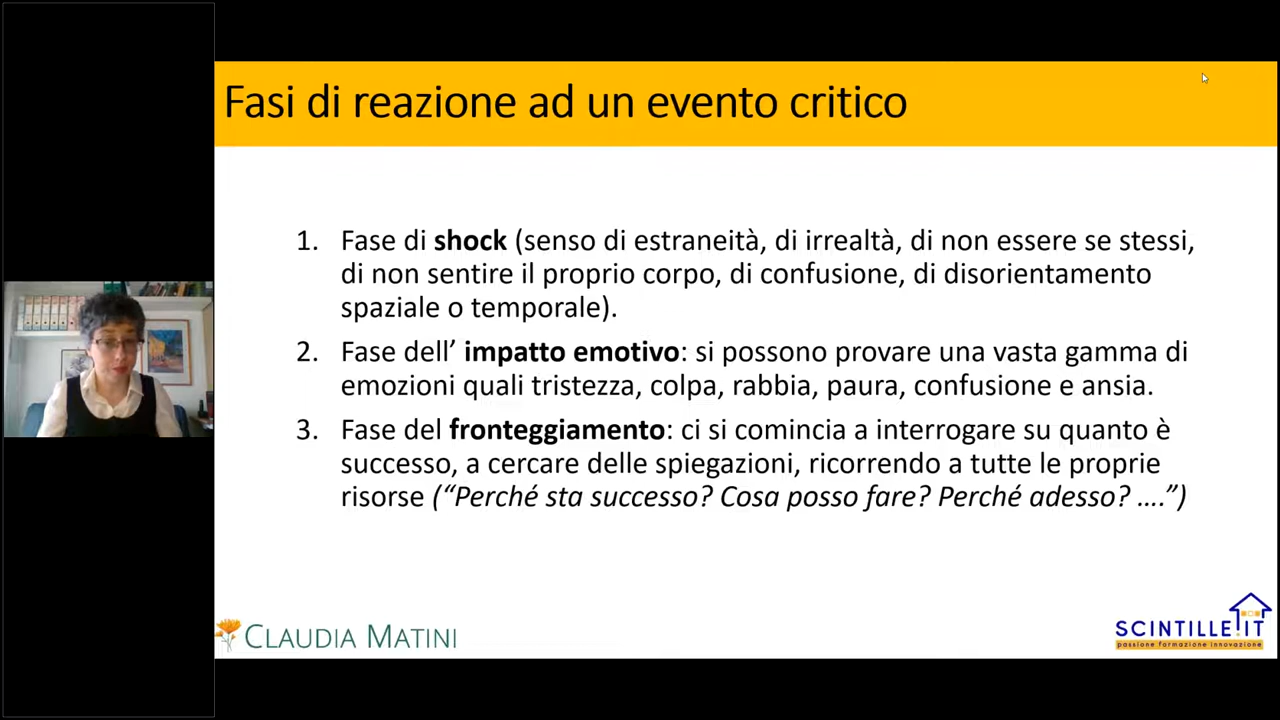 Fasi di reazione ad un evento critico
1. Fase di shock (senso di estraneità, di irrealtà, di non essere se stessi,
di non sentire il proprio corpo, di confusione, di disorientamento
spaziale o temporale).
2. Fase dell’ impatto emotivo: si possono provare una vasta gamma di
emozioni quali tristezza, colpa, rabbia, paura, confusione e ansia.
3. Fase del fronteggiamento: ci si comincia a interrogare su quanto è
successo, a cercare delle spiegazioni, ricorrendo a tutte le proprie
risorse (“Perché sta successo? Cosa posso fare? Perché adesso? ….”)
CLAUDIA MATINI
SCINTILLE.IT
passione formazione innovazione